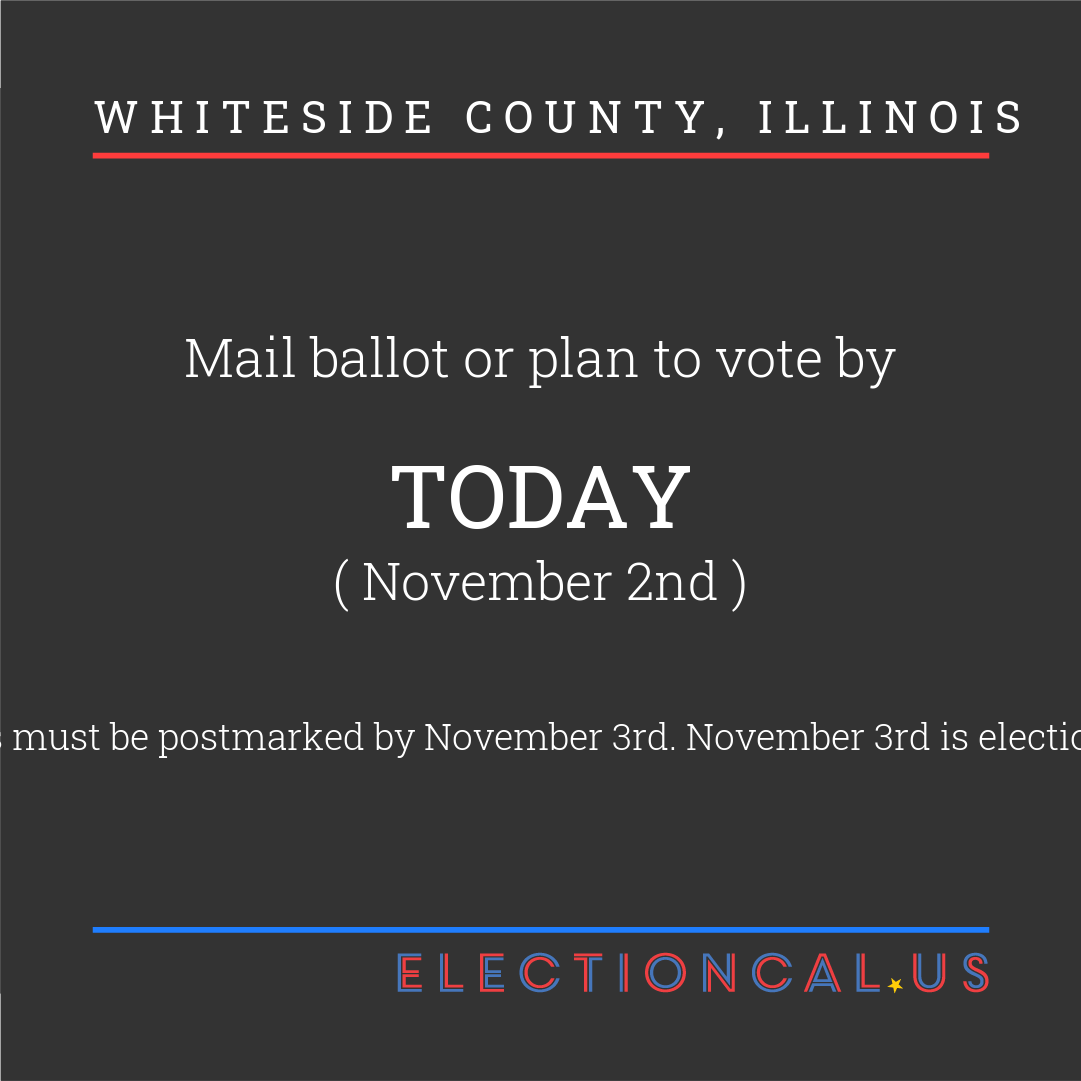 WHITESIDE COUNTY, ILLINOIS
Mail ballot or plan to vote by
TODAY
( November 2nd )
must be postmarked by November 3rd. November 3rd is
ELECTIONCAL.US